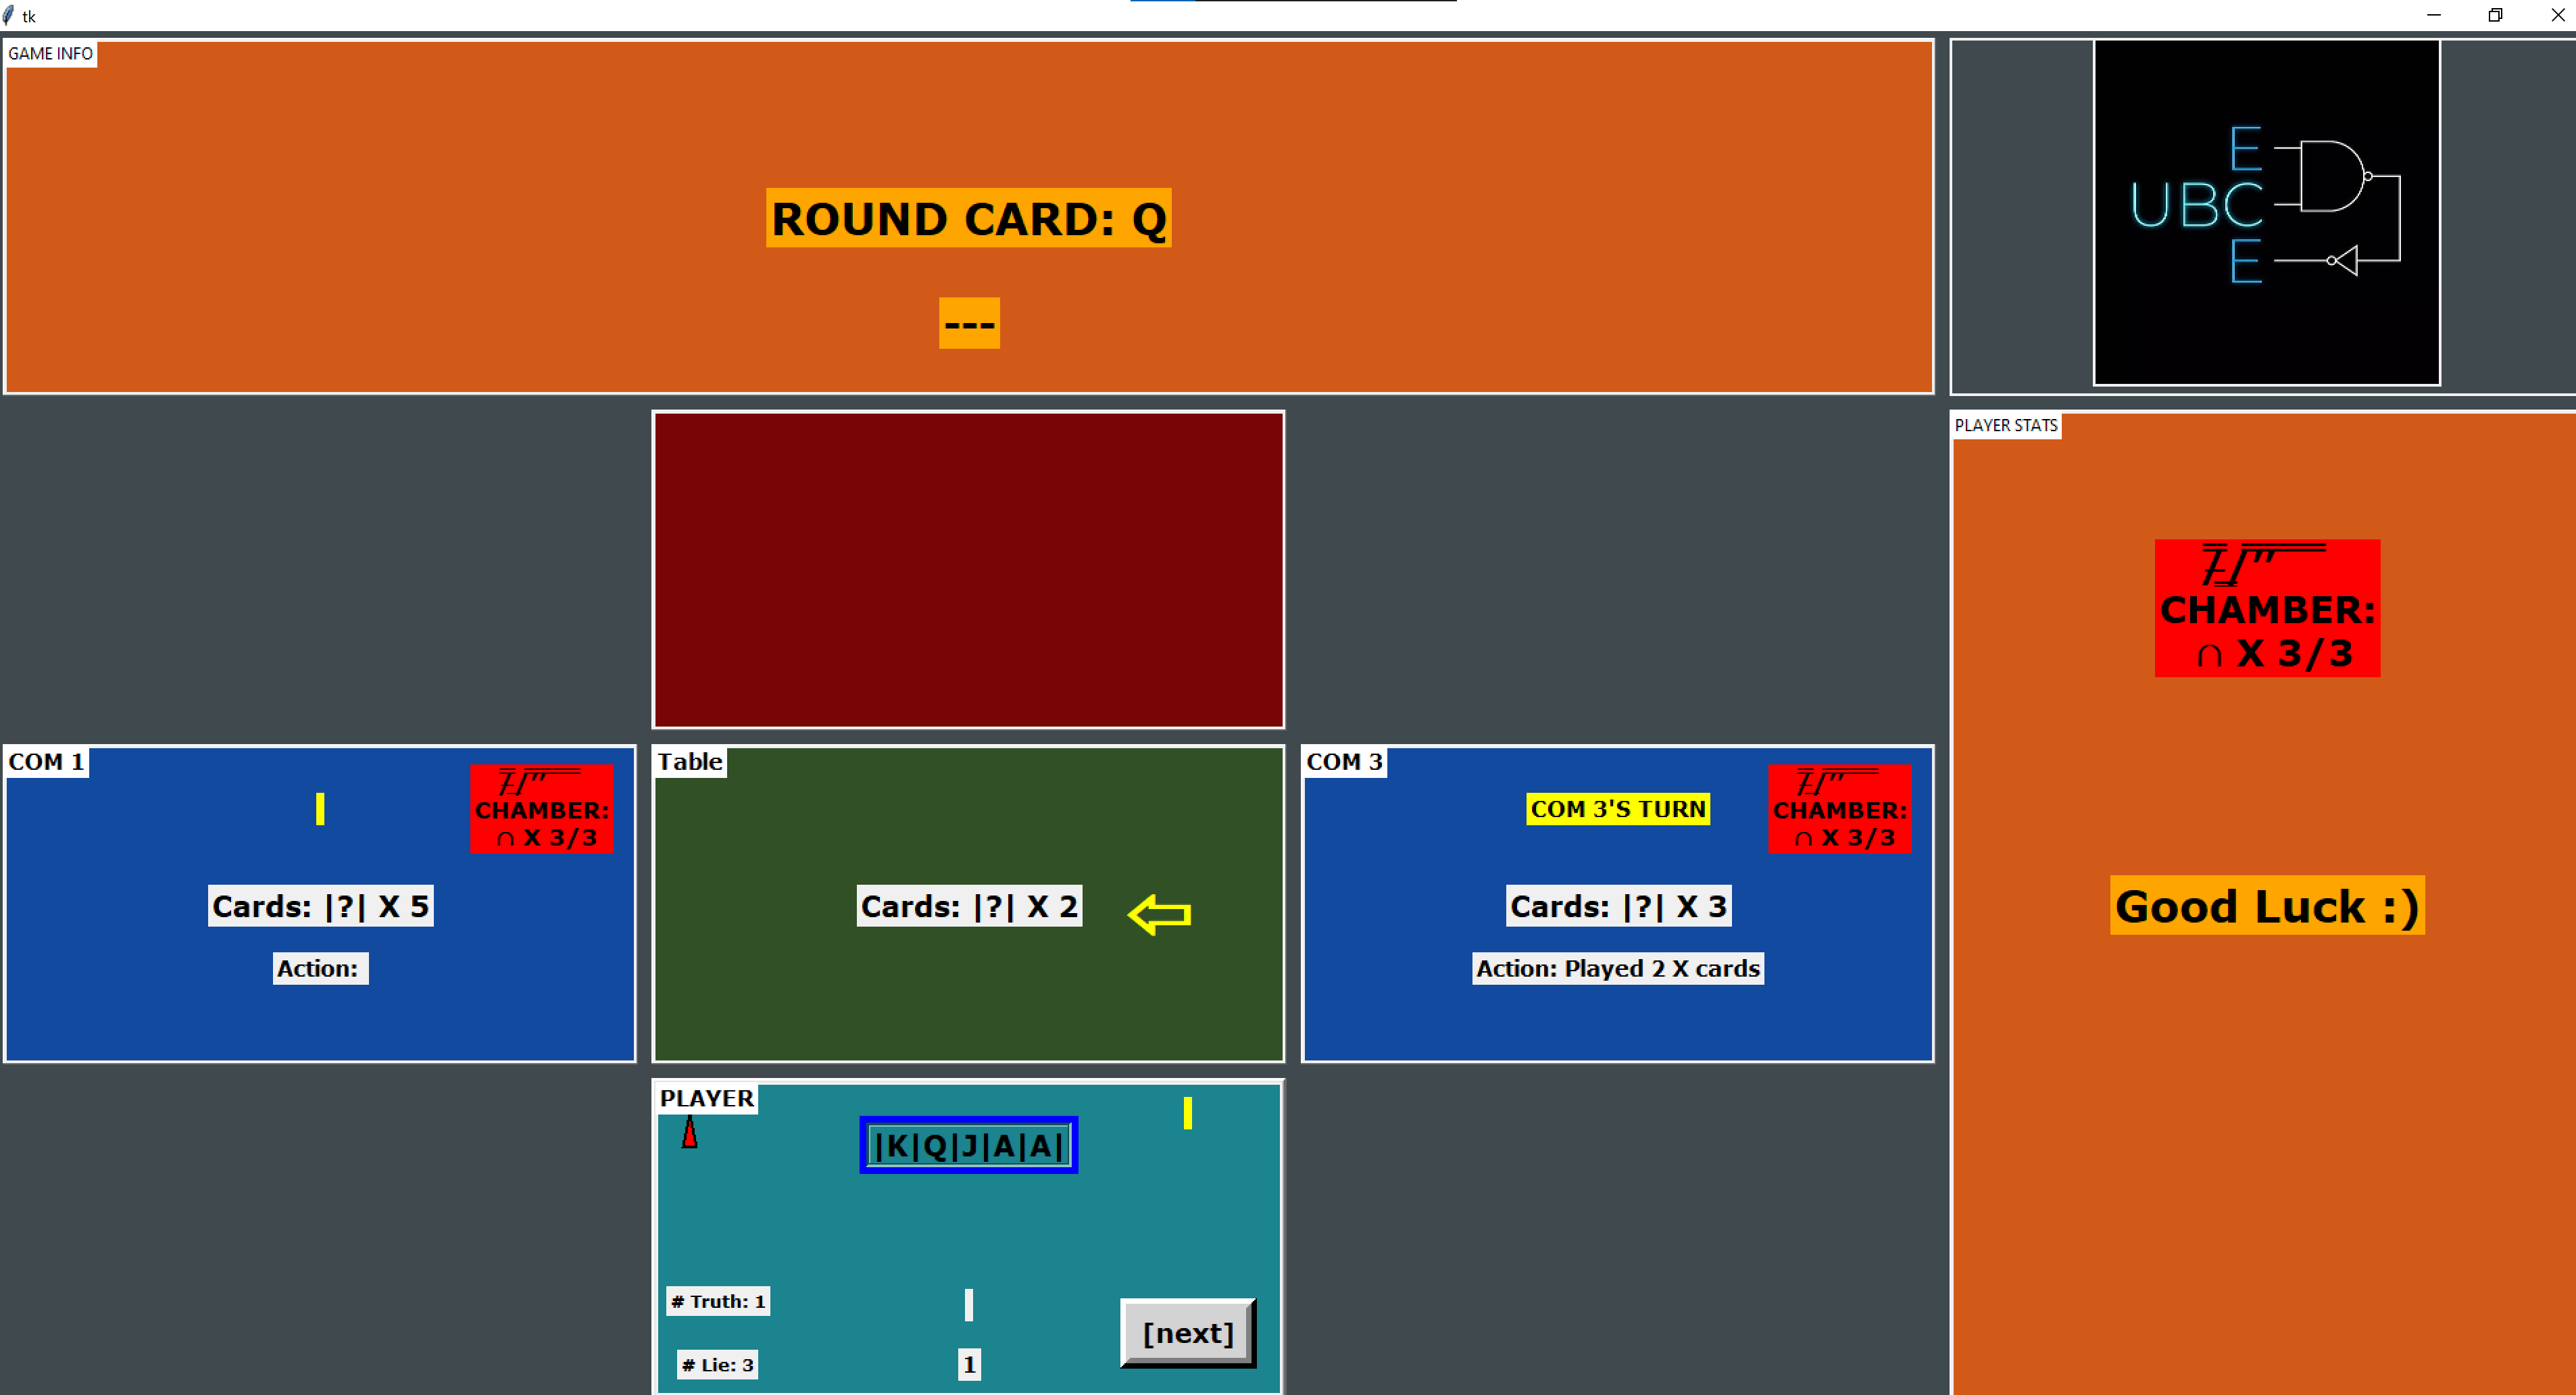 tk
GAME INFO
ROUND CARD: Q
---
E
UBC
E
PLAYER STATS
CHAMBER:
∩ X 3/3
Good Luck :)
COM 1
CHAMBER:
∩ X 3/3
Cards: |?| X 5
Action:
Table
Cards: |?| X 2
COM 3
COM 3'S TURN
CHAMBER:
∩ X 3/3
Cards: |?| X 3
Action: Played 2 X cards
PLAYER
|K|Q|J|A|A|
# Truth: 1
# Lie: 3
1
[next]